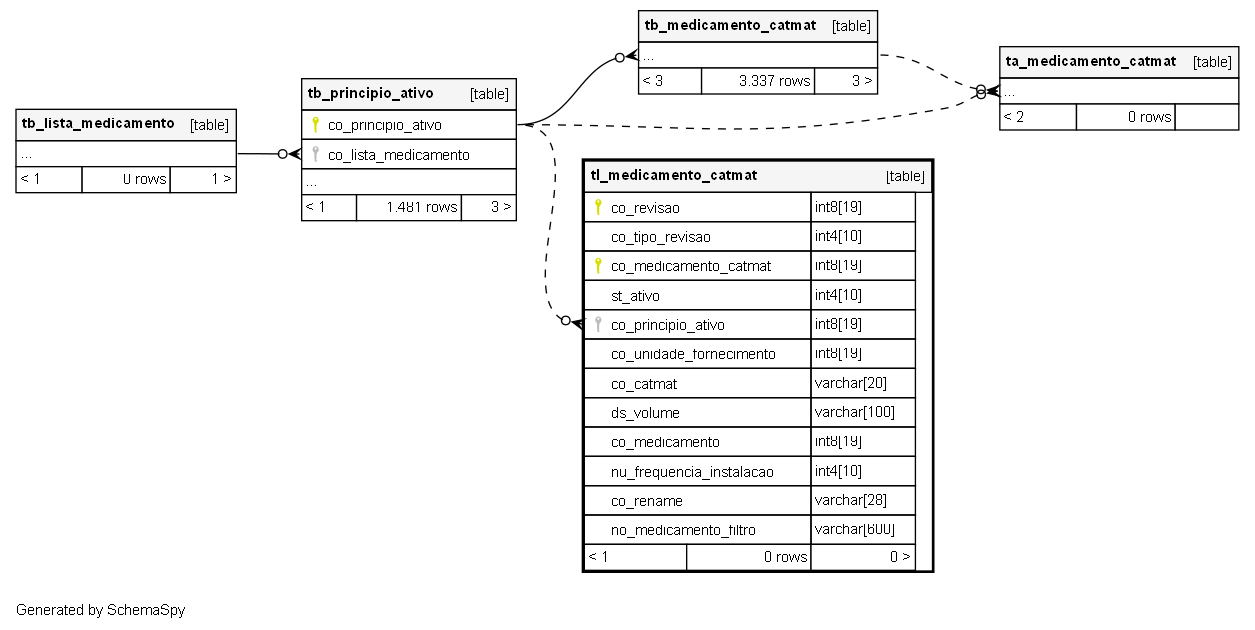 tb_lista_medicamento [table]
...
< 1 0 rows 1 >
tb_principio_ativo [table]
co_principio_ativo
co_lista_medicamento
...
< 1 1.481 rows 3 >
tb_medicamento_catmat [table]
...
< 3 3.337 rows 3 >
ta_medicamento_catmat [table]
...
< 2 0 rows
tl_medicamento_catmat [table]
co_revisao int8[19]
co_tipo_revisao int4[10]
co_medicamento_catmat int8[19]
st_ativo int4[10]
co_principio_ativo int8[19]
co_unidade_fornecimento int8[19]
co_catmat varchar[20]
ds_volume varchar[100]
co_medicamento int8[19]
nu_frequencia_instalacao int4[10]
co_rename varchar[28]
no_medicamento_filtro varchar[600]
< 1 0 rows 0 >
Generated by SchemaSpy